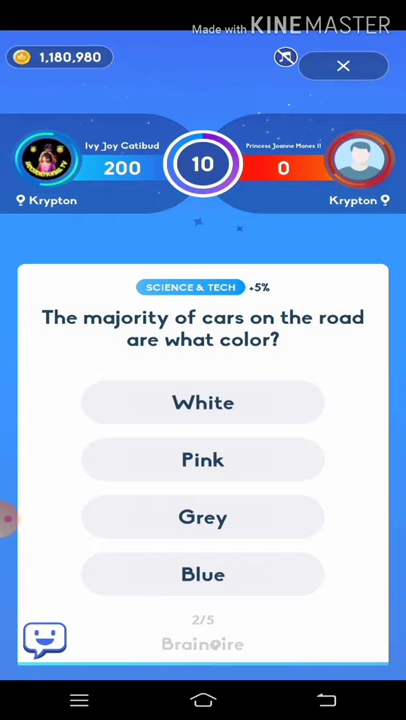 Made with KINEMASTER
1,180,980
Ivy Joy Catibud
200
10
Princess Joanne Mones II
0
Krypton
Krypton
SCIENCE & TECH +5%
The majority of cars on the road
are what color?
White
Pink
Grey
Blue
2/5